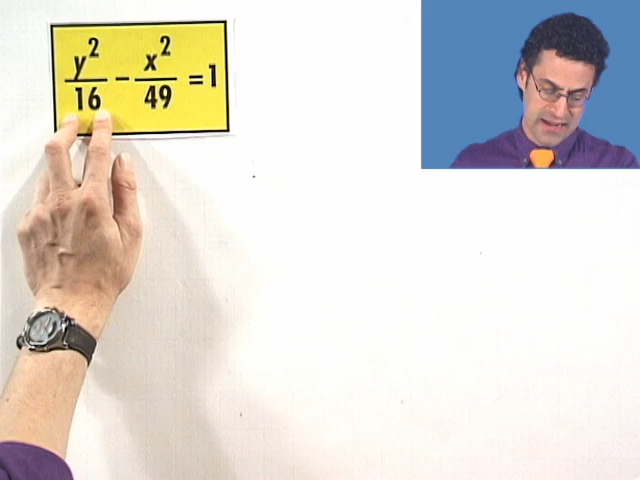 y²/16 − x²/49 = 1